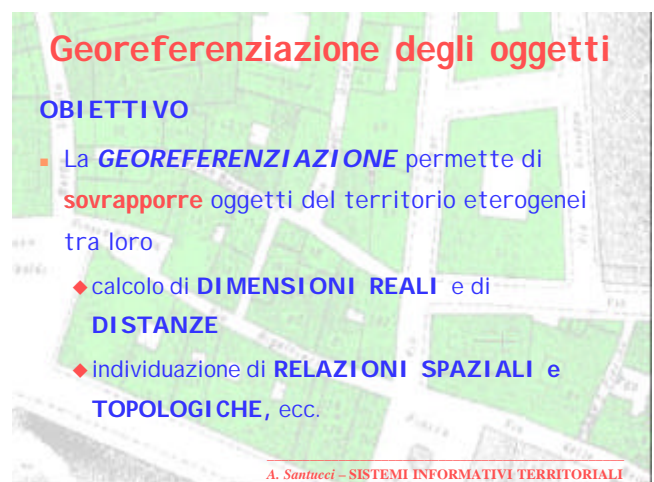 Georeferenziazione degli oggetti
OBIETTIVO
La GEOREFERENZIAZIONE permette di
sovrapporre oggetti del territorio eterogenei
tra loro
calcolo di DIMENSIONI REALI e di
DISTANZE
individuazione di RELAZIONI SPAZIALI e
TOPOLOGICHE, ecc.
A. Santucci – SISTEMI INFORMATIVI TERRITORIALI